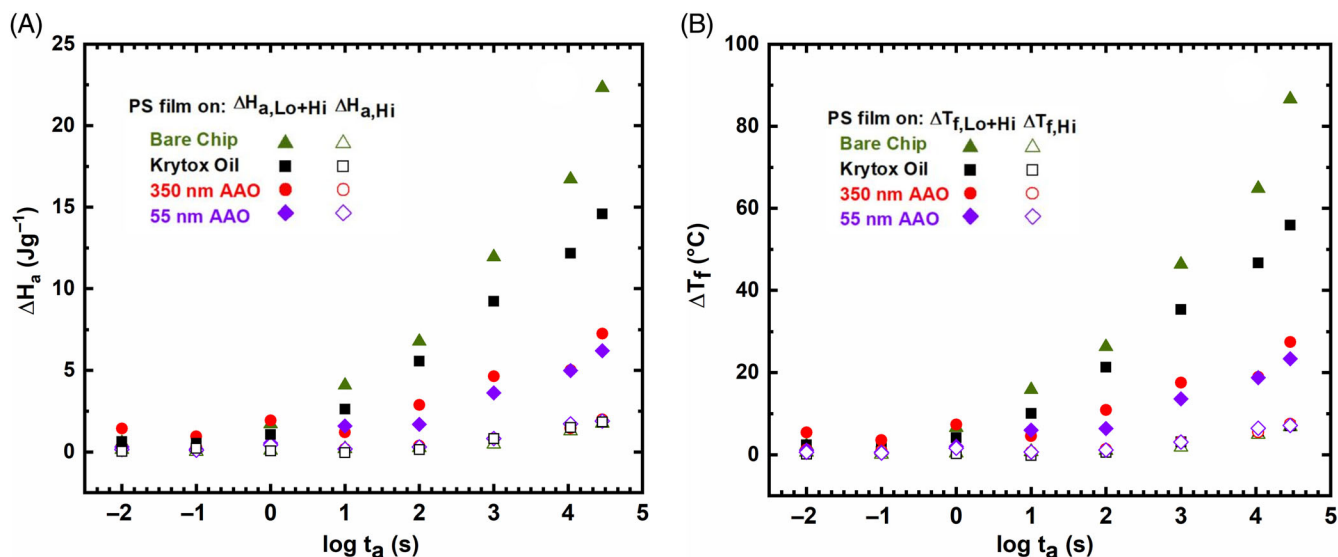 (A)
25
20
15
10
5
0
ΔHₐ (Jg⁻¹)
PS film on: ΔHₐ,Lo+Hi ΔHₐ,Hi
Bare Chip
Krytox Oil
350 nm AAO
55 nm AAO
–2 –1 0 1 2 3 4 5
log tₐ (s)
(B)
100
80
60
40
20
0
ΔT_f (°C)
PS film on: ΔT_f,Lo+Hi ΔT_f,Hi
Bare Chip
Krytox Oil
350 nm AAO
55 nm AAO
–2 –1 0 1 2 3 4 5
log tₐ (s)